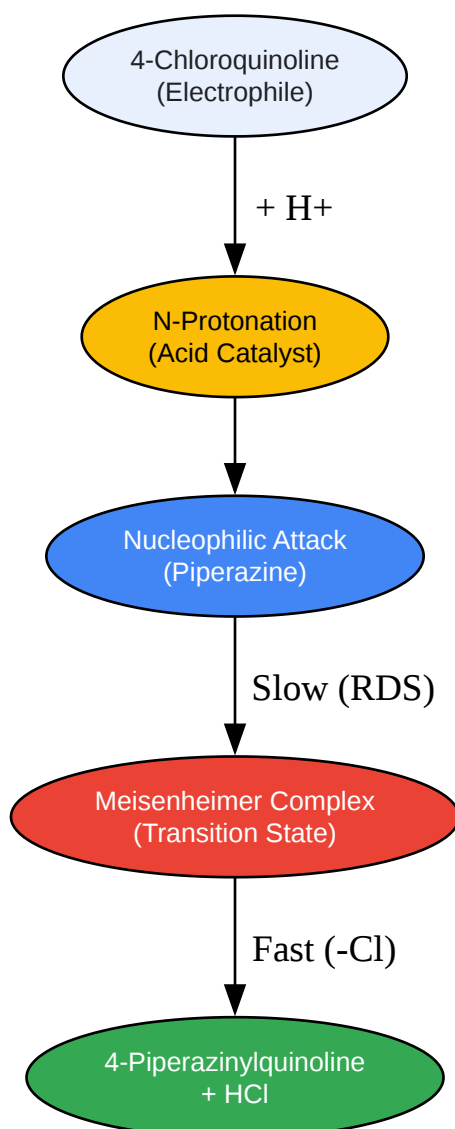 4-Chloroquinoline
(Electrophile)
+ H+
N-Protonation
(Acid Catalyst)
Nucleophilic Attack
(Piperazine)
Slow (RDS)
Meisenheimer Complex
(Transition State)
Fast (-Cl)
4-Piperazinylquinoline
+ HCl